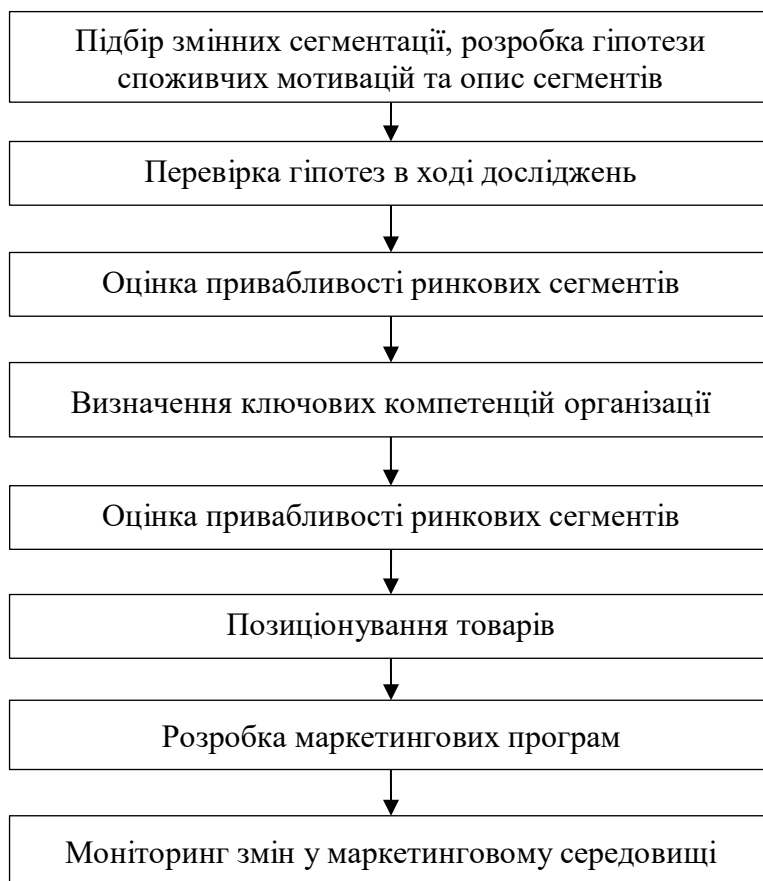 Підбір змінних сегментації, розробка гіпотези
споживчих мотивацій та опис сегментів
Перевірка гіпотез в ході досліджень
Оцінка привабливості ринкових сегментів
Визначення ключових компетенцій організації
Оцінка привабливості ринкових сегментів
Позиціонування товарів
Розробка маркетингових програм
Моніторинг змін у маркетинговому середовищі